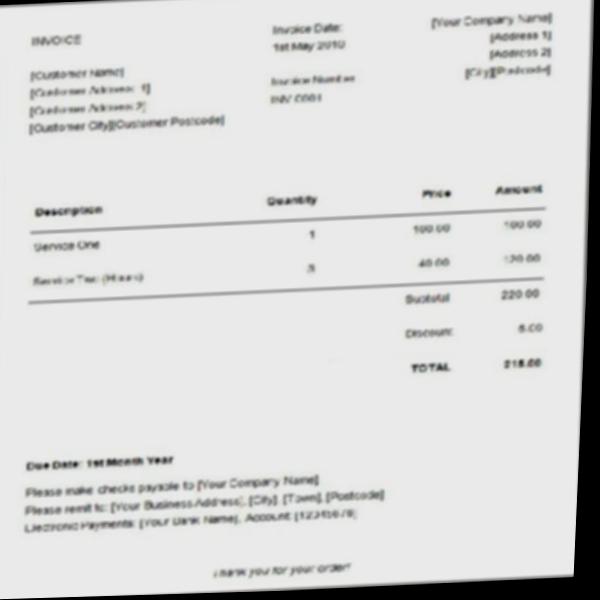 INVOICE
Invoice Date:
1st May 2010
[Your Company Name]
[Address 1]
[Address 2]
[City][Postcode]
[Customer Name]
[Customer Address 1]
[Customer Address 2]
[Customer City][Customer Postcode]
Invoice Number
INV 0001
Description Quantity Price Amount
Service One 1 100.00 100.00
Service Two (Hours) 3 40.00 120.00
Subtotal 220.00
Discount 5.00
TOTAL 215.00
Due Date: 1st Month Year
Please make checks payable to [Your Company Name]
Please remit to: [Your Business Address], [City], [Town], [Postcode]
Electronic Payments: [Your Bank Name], Account: [12345678]
Thank you for your order!